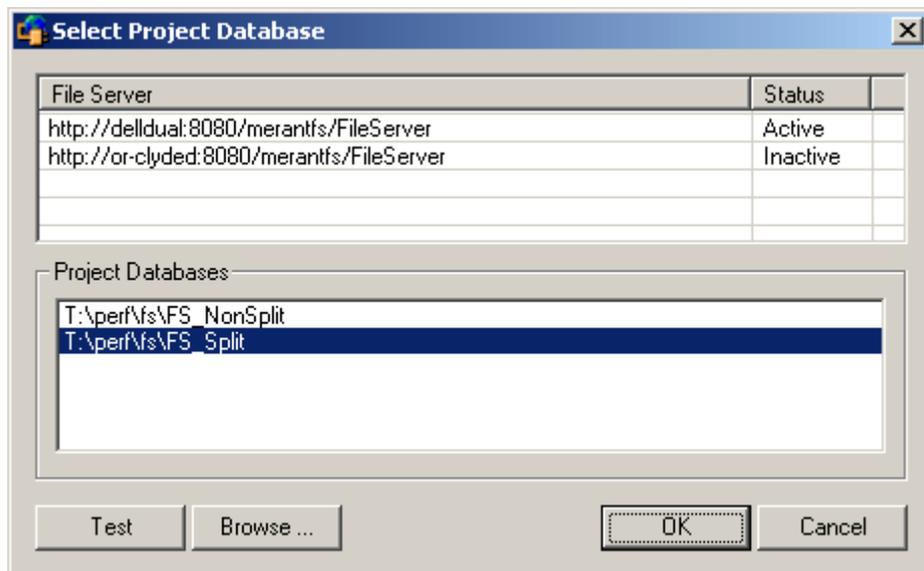 Select Project Database
File Server Status
http://delldual:8080/merantfs/FileServer Active
http://or-clyded:8080/merantfs/FileServer Inactive
Project Databases
T:\perf\fs\FS_NonSplit
T:\perf\fs\FS_Split
Test Browse ... OK Cancel